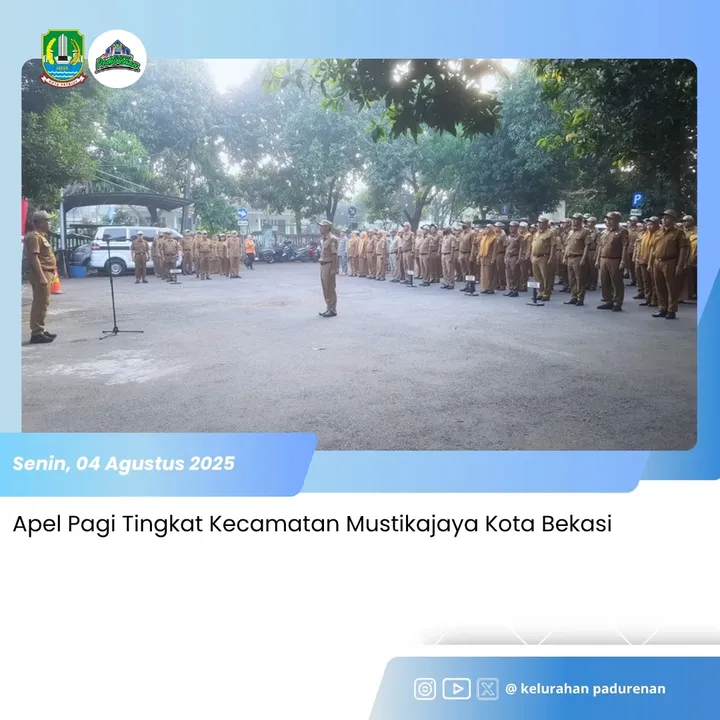 Senin, 04 Agustus 2025
Apel Pagi Tingkat Kecamatan Mustikajaya Kota Bekasi
@ kelurahan padurenan
P